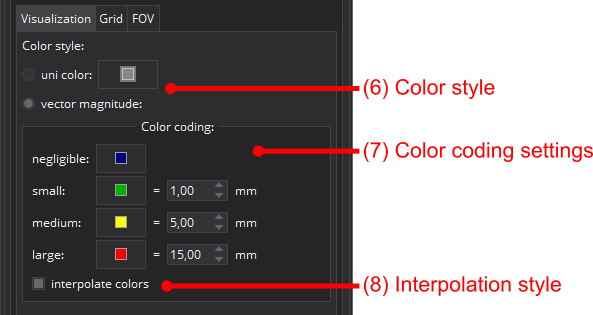 Visualization Grid FOV
Color style:
uni color:
(6) Color style
vector magnitude:
Color coding:
(7) Color coding settings
negligible:
small: = 1,00 mm
medium: = 5,00 mm
large: = 15,00 mm
interpolate colors
(8) Interpolation style